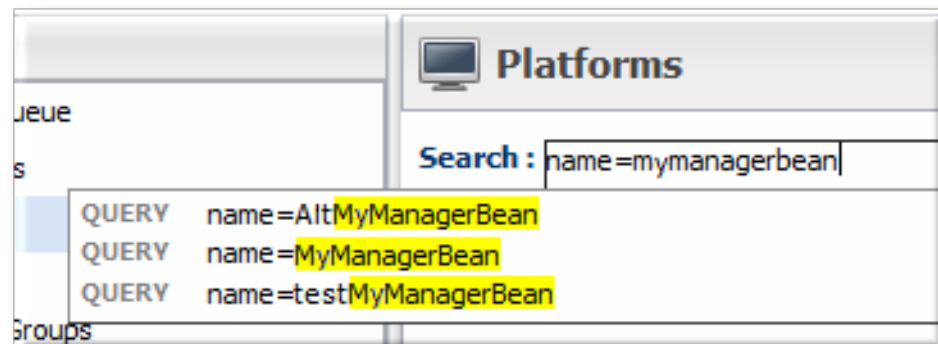 Platforms
ueue
s
Search : name=mymanagerbean
QUERY name=AltMyManagerBean
QUERY name=MyManagerBean
QUERY name=testMyManagerBean
Groups